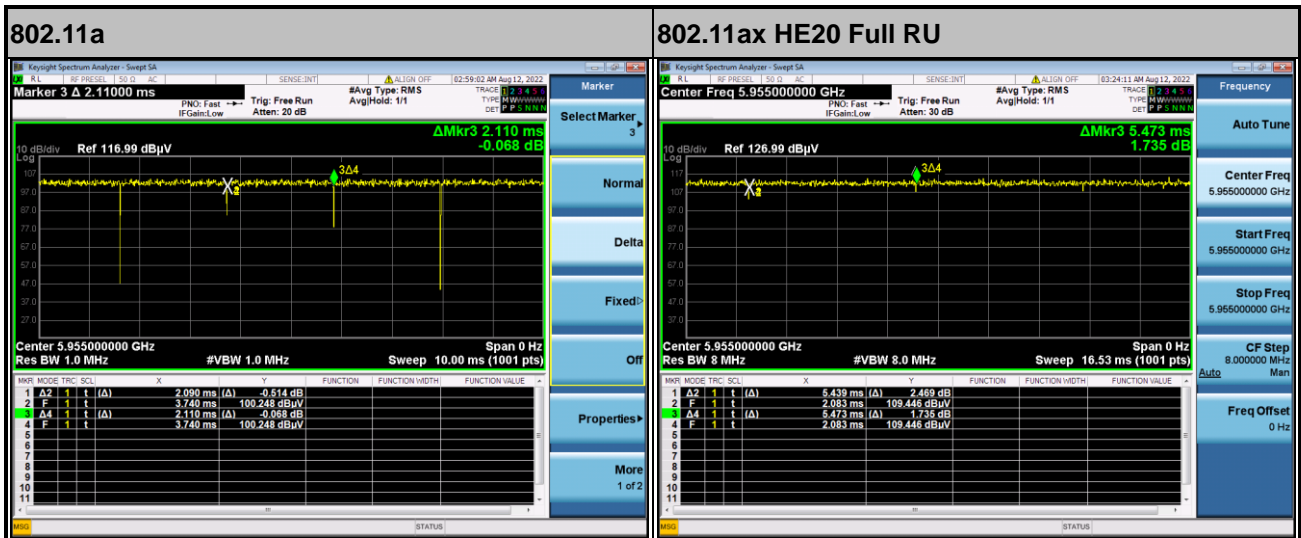 802.11a
Keysight Spectrum Analyzer - Swept SA
RL RF PRESEL 50 Ω AC SENSE:INT ALIGN OFF 02:59:02 AM Aug 12, 2022
Marker 3 Δ 2.11000 ms
PNO: Fast
IFGain:Low
Trig: Free Run
Atten: 20 dB
#Avg Type: RMS
Avg|Hold: 1/1
TRACE 1 2 3 4 5 6
TYPE M W W W W W
DET P P S N N N
ΔMkr3 2.110 ms
-0.068 dB
10 dB/div Ref 116.99 dBµV
Log
107
97.0
87.0
77.0
67.0
57.0
47.0
37.0
27.0
2
3Δ4
Center 5.955000000 GHz Span 0 Hz
Res BW 1.0 MHz #VBW 1.0 MHz Sweep 10.00 ms (1001 pts)
MKR MODE TRC SCL X Y FUNCTION FUNCTION WIDTH FUNCTION VALUE
1 Δ2 1 t (Δ) 2.090 ms (Δ) -0.514 dB
2 F 1 t 3.740 ms 100.248 dBµV
3 Δ4 1 t (Δ) 2.110 ms (Δ) -0.068 dB
4 F 1 t 3.740 ms 100.248 dBµV
5
6
7
8
9
10
11
MSG STATUS
Marker
Select Marker
3
Normal
Delta
Fixed
Off
Properties
More
1 of 2
802.11ax HE20 Full RU
Keysight Spectrum Analyzer - Swept SA
RL RF PRESEL 50 Ω AC SENSE:INT ALIGN OFF 03:24:11 AM Aug 12, 2022
Center Freq 5.955000000 GHz
PNO: Fast
IFGain:Low
Trig: Free Run
Atten: 30 dB
#Avg Type: RMS
Avg|Hold: 1/1
TRACE 1 2 3 4 5 6
TYPE M W W W W W
DET P P S N N N
ΔMkr3 5.473 ms
1.735 dB
10 dB/div Ref 126.99 dBµV
Log
117
107
97.0
87.0
77.0
67.0
57.0
47.0
37.0
2
3Δ4
Center 5.955000000 GHz Span 0 Hz
Res BW 8 MHz #VBW 8.0 MHz Sweep 16.53 ms (1001 pts)
MKR MODE TRC SCL X Y FUNCTION FUNCTION WIDTH FUNCTION VALUE
1 Δ2 1 t (Δ) 5.439 ms (Δ) 2.469 dB
2 F 1 t 2.083 ms 109.446 dBµV
3 Δ4 1 t (Δ) 5.473 ms (Δ) 1.735 dB
4 F 1 t 2.083 ms 109.446 dBµV
5
6
7
8
9
10
11
MSG STATUS
Frequency
Auto Tune
Center Freq
5.955000000 GHz
Start Freq
5.955000000 GHz
Stop Freq
5.955000000 GHz
CF Step
8.000000 MHz
Auto Man
Freq Offset
0 Hz